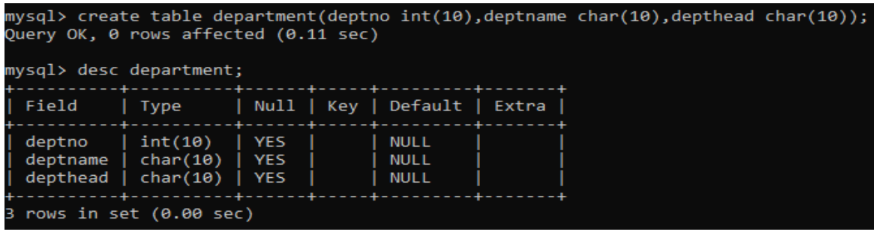 mysql> create table department(deptno int(10),deptname char(10),depthead char(10));
Query OK, 0 rows affected (0.11 sec)
mysql> desc department;
+----------+----------+------+-----+---------+-------+
| Field    | Type     | Null | Key | Default | Extra |
+----------+----------+------+-----+---------+-------+
| deptno   | int(10)  | YES  |     | NULL    |       |
| deptname | char(10) | YES  |     | NULL    |       |
| depthead | char(10) | YES  |     | NULL    |       |
+----------+----------+------+-----+---------+-------+
3 rows in set (0.00 sec)